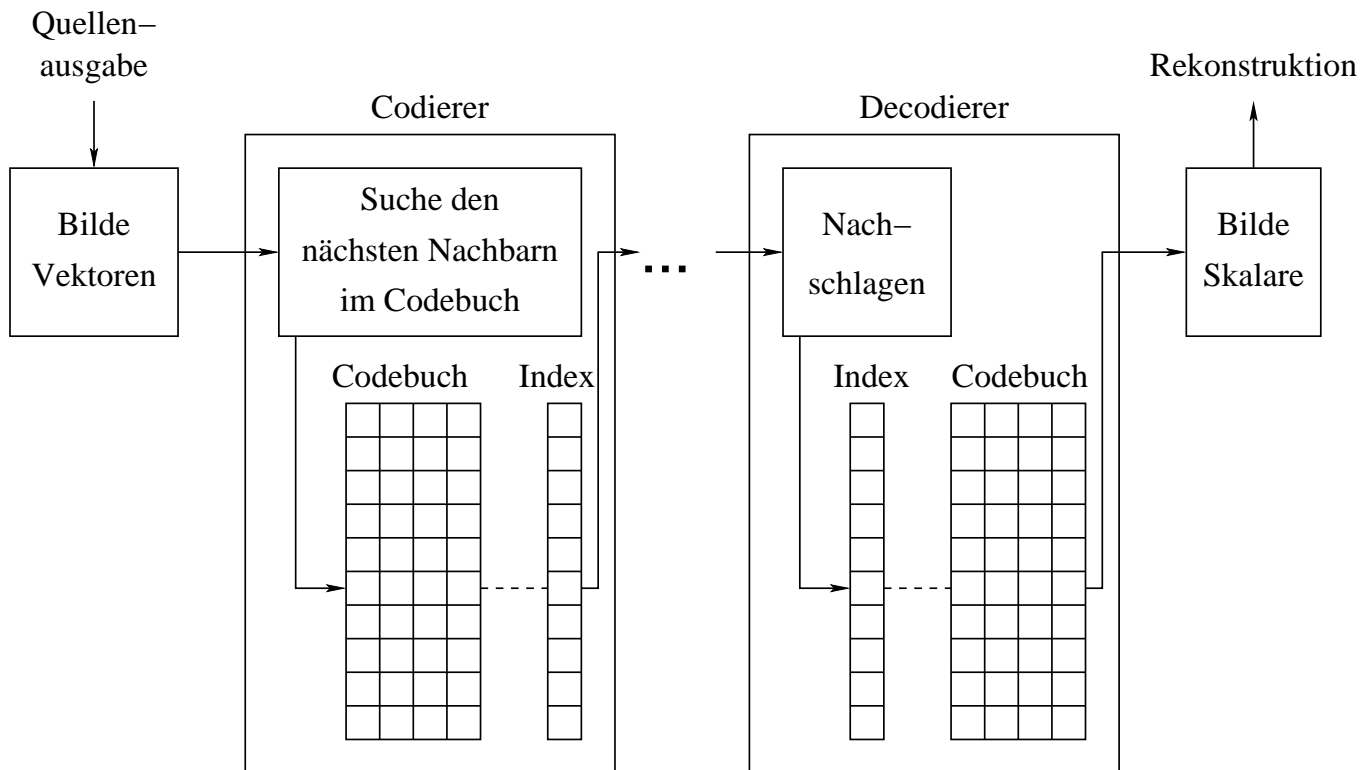 Quellen–
ausgabe
Rekonstruktion
Codierer
Decodierer
Bilde
Vektoren
Suche den
nächsten Nachbarn
im Codebuch
...
Nach–
schlagen
Bilde
Skalare
Codebuch
Index
Index
Codebuch